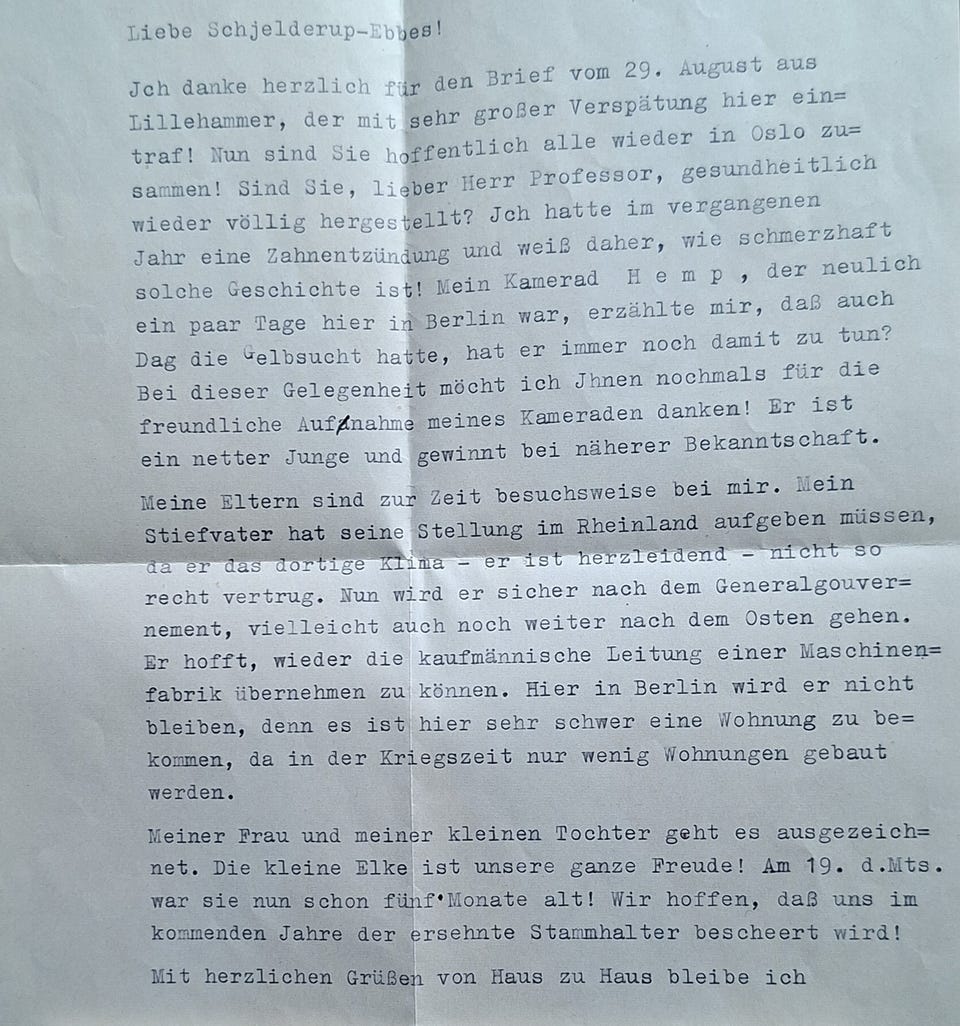 Liebe Schjelderup-Ebbes!
Jch danke herzlich für den Brief vom 29. August aus
Lillehammer, der mit sehr großer Verspätung hier ein=
traf! Nun sind Sie hoffentlich alle wieder in Oslo zu=
sammen! Sind Sie, lieber Herr Professor, gesundheitlich
wieder völlig hergestellt? Jch hatte im vergangenen
Jahr eine Zahnentzündung und weiß daher, wie schmerzhaft
solche Geschichte ist! Mein Kamerad H e m p , der neulich
ein paar Tage hier in Berlin war, erzählte mir, daß auch
Dag die Gelbsucht hatte, hat er immer noch damit zu tun?
Bei dieser Gelegenheit möcht ich Jhnen nochmals für die
freundliche Aufnahme meines Kameraden danken! Er ist
ein netter Junge und gewinnt bei näherer Bekanntschaft.
Meine Eltern sind zur Zeit besuchsweise bei mir. Mein
Stiefvater hat seine Stellung im Rheinland aufgeben müssen,
da er das dortige Klima - er ist herzleidend - nicht so
recht vertrug. Nun wird er sicher nach dem Generalgouver=
nement, vielleicht auch noch weiter nach dem Osten gehen.
Er hofft, wieder die kaufmännische Leitung einer Maschinen=
fabrik übernehmen zu können. Hier in Berlin wird er nicht
bleiben, denn es ist hier sehr schwer eine Wohnung zu be=
kommen, da in der Kriegszeit nur wenig Wohnungen gebaut
werden.
Meiner Frau und meiner kleinen Tochter geht es ausgezeich=
net. Die kleine Elke ist unsere ganze Freude! Am 19. d.Mts.
war sie nun schon fünf Monate alt! Wir hoffen, daß uns im
kommenden Jahre der ersehnte Stammhalter bescheert wird!
Mit herzlichen Grüßen von Haus zu Haus bleibe ich